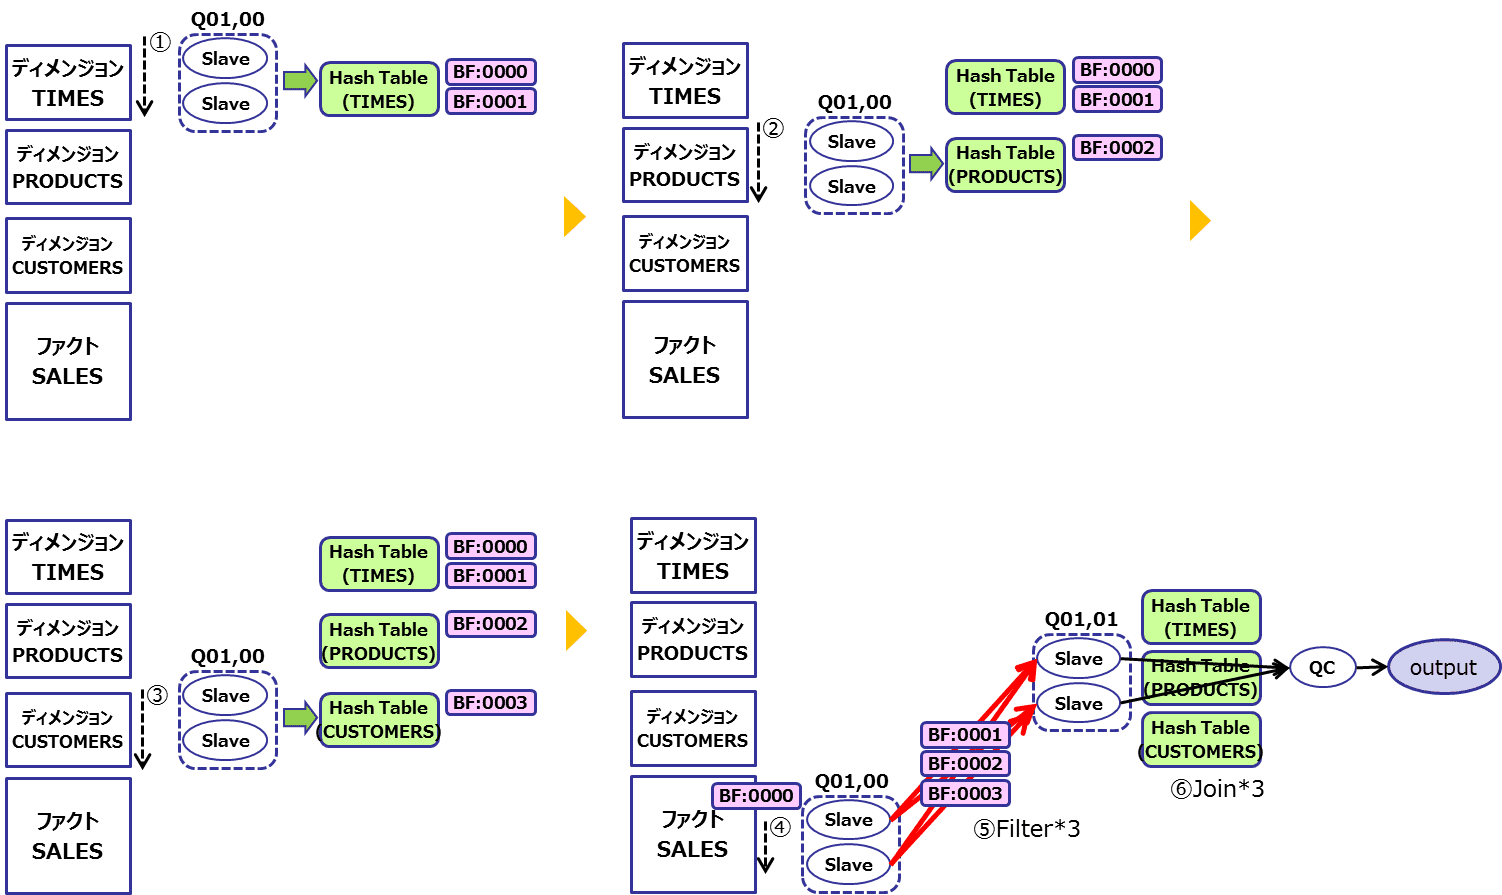 Q01,00
①
ディメンジョン
TIMES
Slave
Slave
Hash Table
(TIMES)
BF:0000
BF:0001
ディメンジョン
PRODUCTS
ディメンジョン
CUSTOMERS
ファクト
SALES
ディメンジョン
TIMES
Q01,00
②
ディメンジョン
PRODUCTS
Slave
Slave
Hash Table
(TIMES)
BF:0000
BF:0001
Hash Table
(PRODUCTS)
BF:0002
ディメンジョン
CUSTOMERS
ファクト
SALES
ディメンジョン
TIMES
Hash Table
(TIMES)
BF:0000
BF:0001
ディメンジョン
PRODUCTS
Hash Table
(PRODUCTS)
BF:0002
Q01,00
③
ディメンジョン
CUSTOMERS
Slave
Slave
Hash Table
(CUSTOMERS)
BF:0003
ファクト
SALES
ディメンジョン
TIMES
ディメンジョン
PRODUCTS
ディメンジョン
CUSTOMERS
ファクト
SALES
BF:0000
④
Q01,00
Slave
Slave
BF:0001
BF:0002
BF:0003
⑤Filter*3
Q01,01
Slave
Slave
Hash Table
(TIMES)
Hash Table
(PRODUCTS)
Hash Table
(CUSTOMERS)
⑥Join*3
QC
output